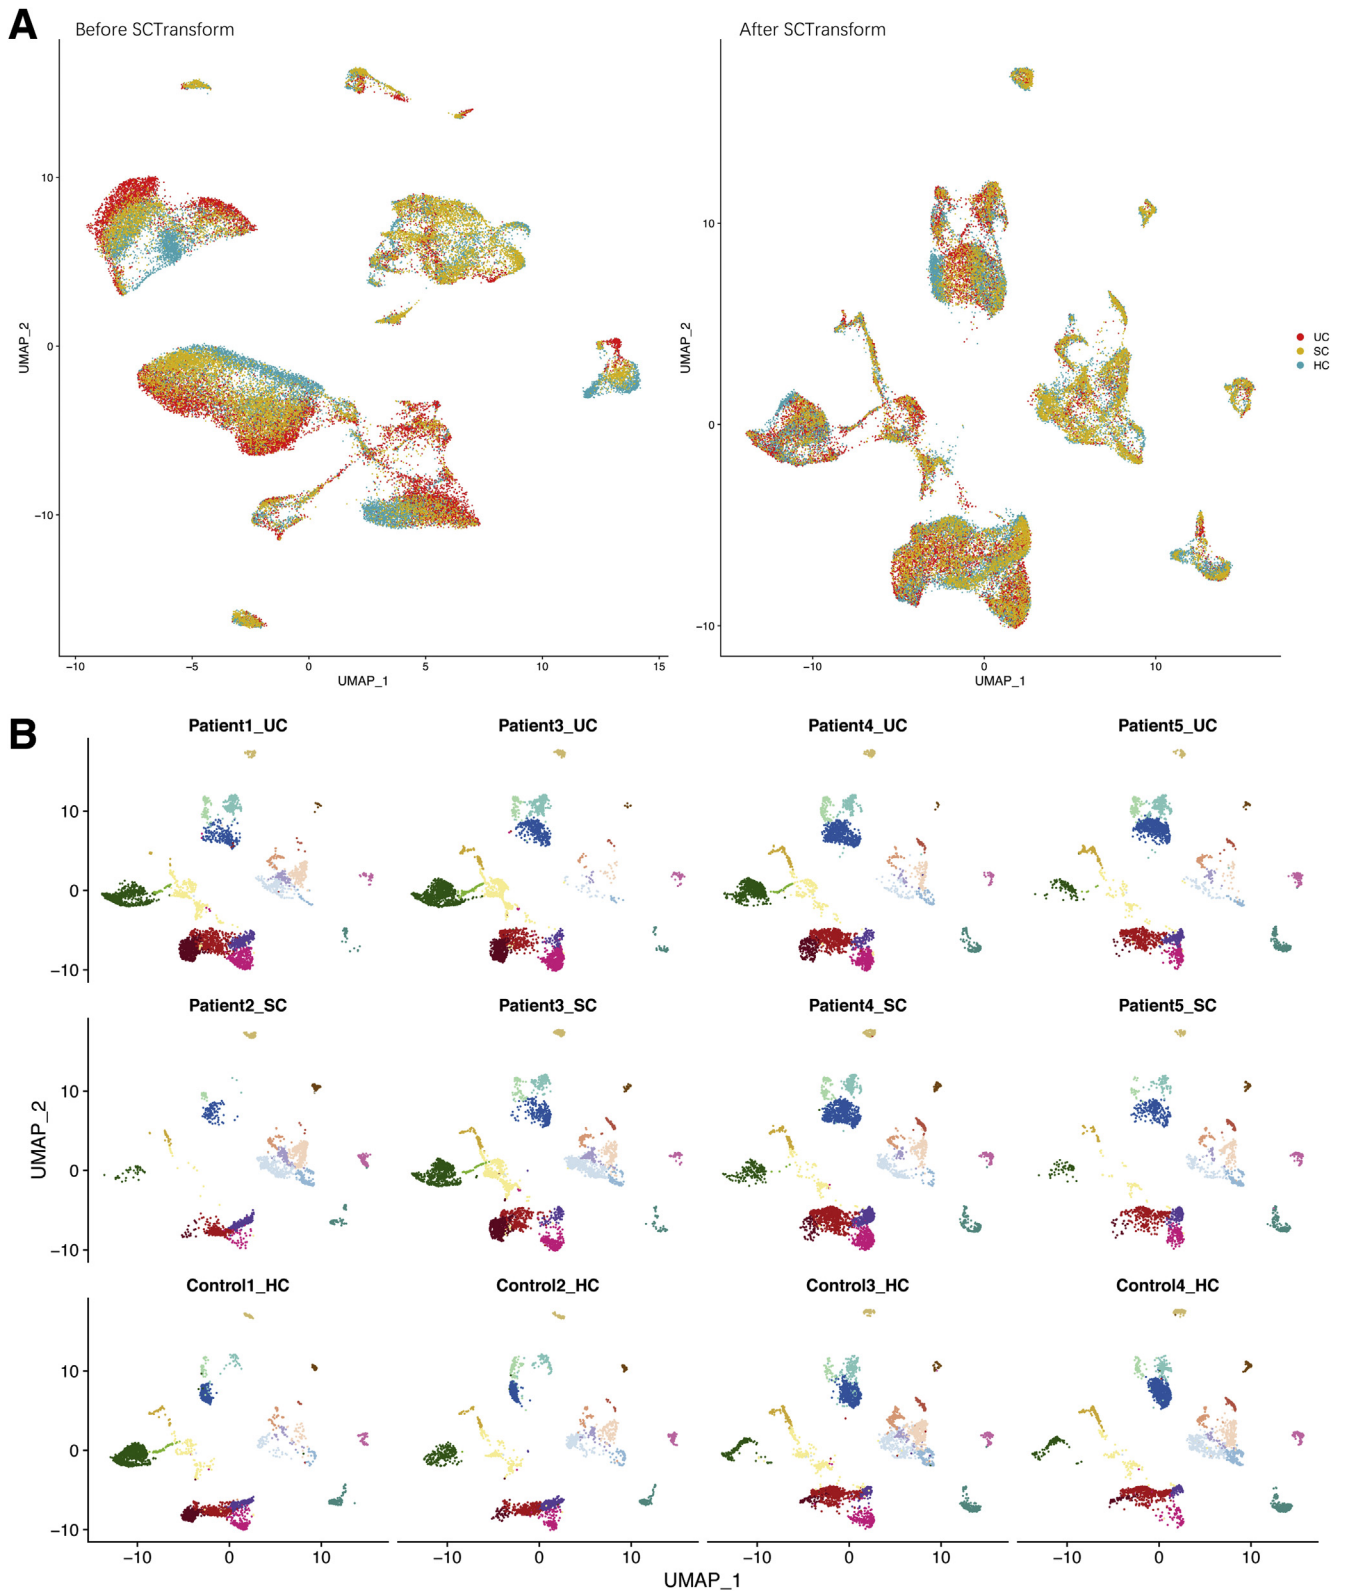 A
Before SCTransform
After SCTransform
10
0
−10
UMAP_2
−10
−5
0
5
10
15
UMAP_1
10
0
−10
UMAP_2
−10
0
10
UMAP_1
UC
SC
HC
B
Patient1_UC
Patient3_UC
Patient4_UC
Patient5_UC
10
0
−10
Patient2_SC
Patient3_SC
Patient4_SC
Patient5_SC
10
0
−10
UMAP_2
Control1_HC
Control2_HC
Control3_HC
Control4_HC
10
0
−10
−10 0 10
−10 0 10
−10 0 10
−10 0 10
UMAP_1